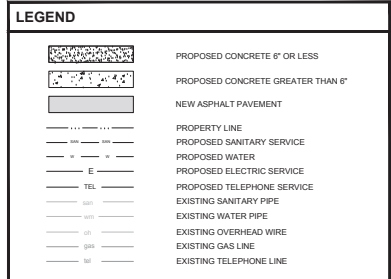 LEGEND
PROPOSED CONCRETE 6" OR LESS
PROPOSED CONCRETE GREATER THAN 6"
NEW ASPHALT PAVEMENT
PROPERTY LINE
SAN SAN PROPOSED SANITARY SERVICE
W W PROPOSED WATER
E PROPOSED ELECTRIC SERVICE
TEL PROPOSED TELEPHONE SERVICE
san EXISTING SANITARY PIPE
wm EXISTING WATER PIPE
oh EXISTING OVERHEAD WIRE
gas EXISTING GAS LINE
tel EXISTING TELEPHONE LINE